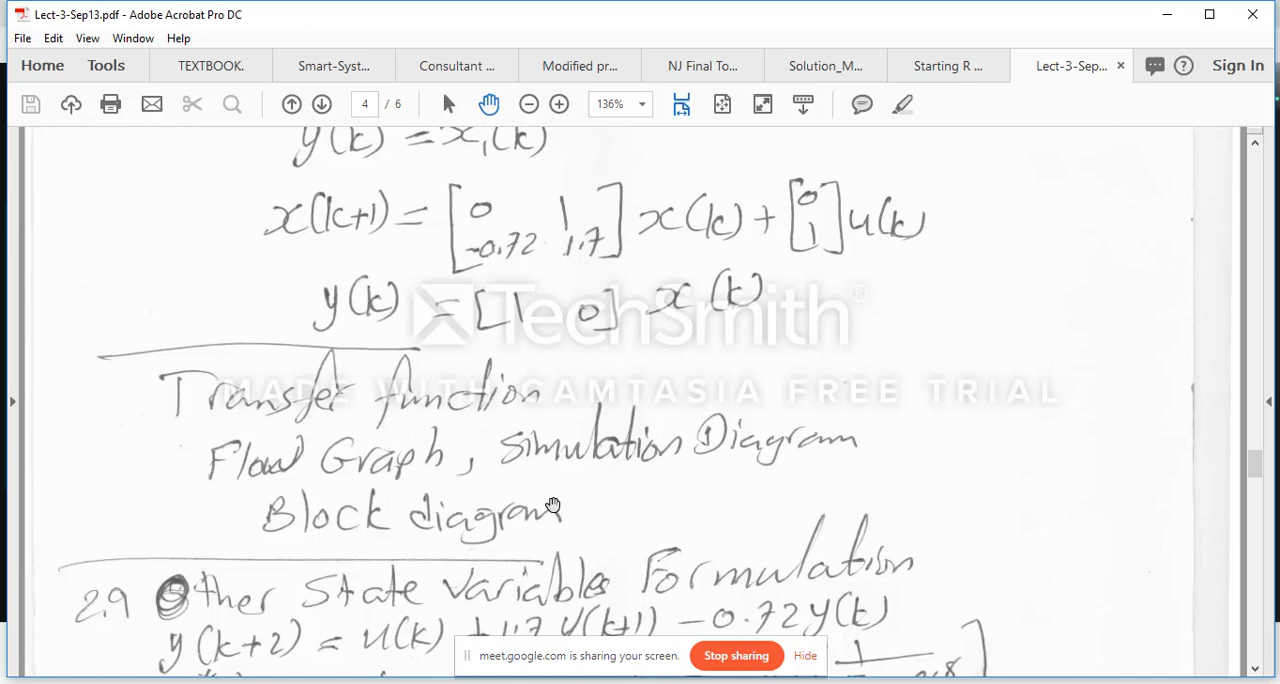 Lect-3-Sep13.pdf - Adobe Acrobat Pro DC
File Edit View Window Help
Home Tools TEXTBOOK. Smart-Syst... Consultant ... Modified pr... NJ Final To... Solution_M... Starting R ... Lect-3-Sep... × Sign In
4 / 6 136%
y(k) = x₁(k)
x(k+1) = [0 1
-0.72 1.7] x(k) + [0
1] u(k)
y(k) = [1 0] x(k)
TechSmith
MADE WITH CAMTASIA FREE TRIAL
Transfer function
Flow Graph, Simulation Diagram
Block diagram
2.9 Other State Variables Formulation
y(k+2) = u(k) + 1.7 y(k+1) - 0.72 y(k)
meet.google.com is sharing your screen. Stop sharing Hide